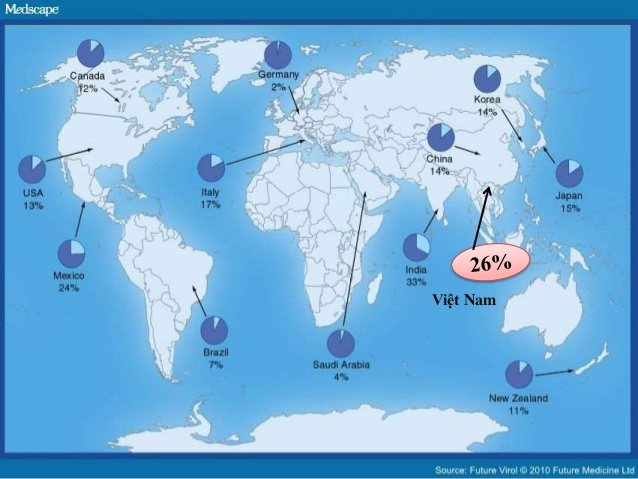 Medscape
Canada
12%
Germany
2%
Korea
14%
China
14%
USA
13%
Italy
17%
Japan
15%
Mexico
24%
India
33%
26%
Việt Nam
Brazil
7%
Saudi Arabia
4%
New Zealand
11%
Source: Future Virol © 2010 Future Medicine Ltd